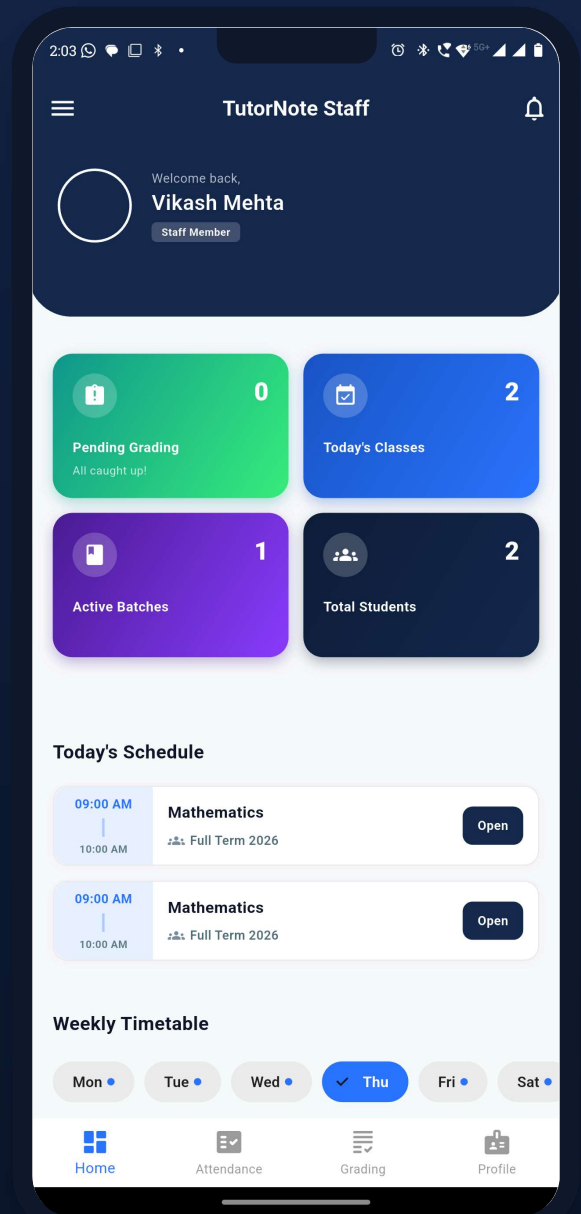 2:03
5G+
TutorNote Staff
Welcome back,
Vikash Mehta
Staff Member
0
Pending Grading
All caught up!
2
Today's Classes
1
Active Batches
2
Total Students
Today's Schedule
09:00 AM
10:00 AM
Mathematics
Full Term 2026
Open
09:00 AM
10:00 AM
Mathematics
Full Term 2026
Open
Weekly Timetable
Mon
Tue
Wed
Thu
Fri
Sat
Home
Attendance
Grading
Profile